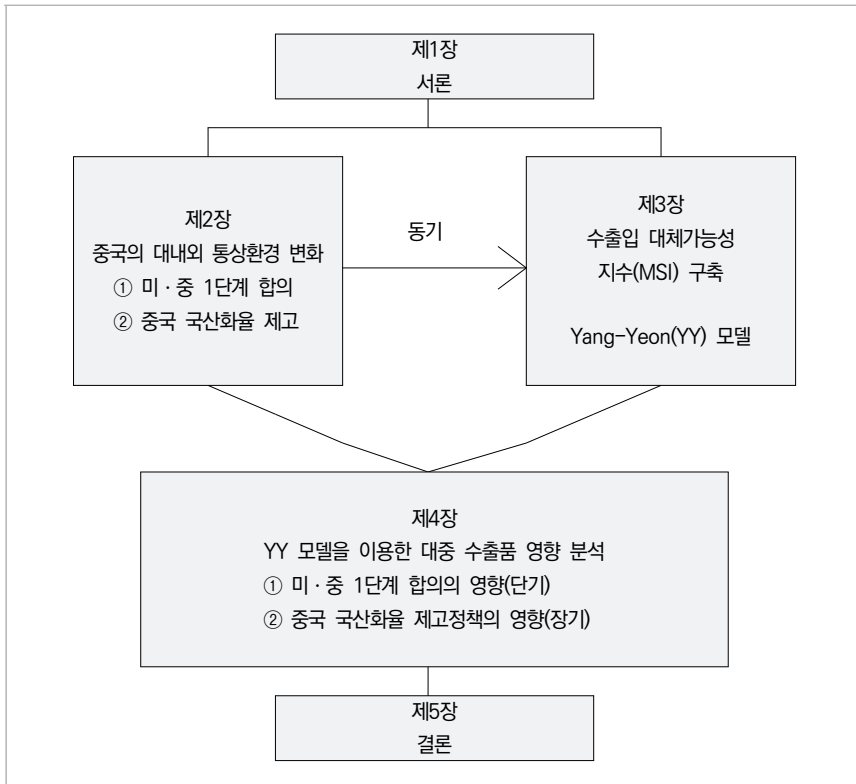 제1장
서론
제2장
중국의 대내외 통상환경 변화
① 미·중 1단계 합의
② 중국 국산화율 제고
동기
제3장
수출입 대체가능성
지수(MSI) 구축
Yang-Yeon(YY) 모델
제4장
YY 모델을 이용한 대중 수출품 영향 분석
① 미·중 1단계 합의의 영향(단기)
② 중국 국산화율 제고정책의 영향(장기)
제5장
결론